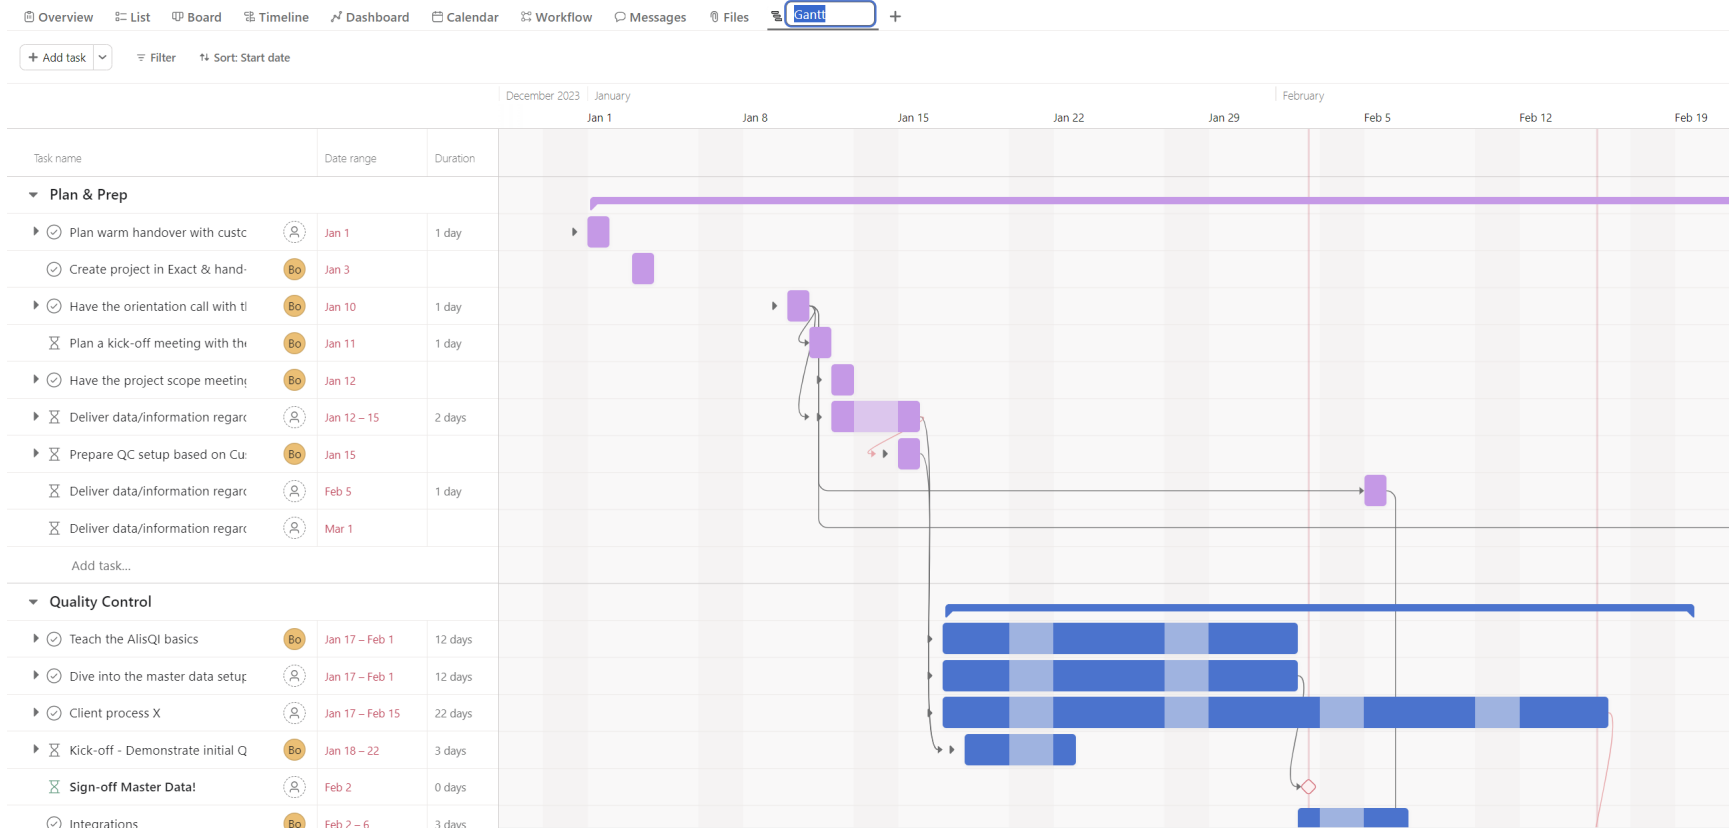 Overview List Board Timeline Dashboard Calendar Workflow Messages Files Gantt +
+ Add task Filter Sort: Start date
December 2023 January February
Jan 1 Jan 8 Jan 15 Jan 22 Jan 29 Feb 5 Feb 12 Feb 19
Task name Date range Duration
Plan & Prep
Plan warm handover with custc Jan 1 1 day
Create project in Exact & hand- Bo Jan 3
Have the orientation call with tl Bo Jan 10 1 day
Plan a kick-off meeting with the Bo Jan 11 1 day
Have the project scope meeting Bo Jan 12
Deliver data/information regarc Jan 12 – 15 2 days
Prepare QC setup based on Cu: Bo Jan 15
Deliver data/information regarc Feb 5 1 day
Deliver data/information regarc Mar 1
Add task...
Quality Control
Teach the AlisQI basics Bo Jan 17 – Feb 1 12 days
Dive into the master data setup Jan 17 – Feb 1 12 days
Client process X Jan 17 – Feb 15 22 days
Kick-off - Demonstrate initial Q Bo Jan 18 – 22 3 days
Sign-off Master Data! Feb 2 0 days
Integrations Bo Feb 2 – 6 3 days